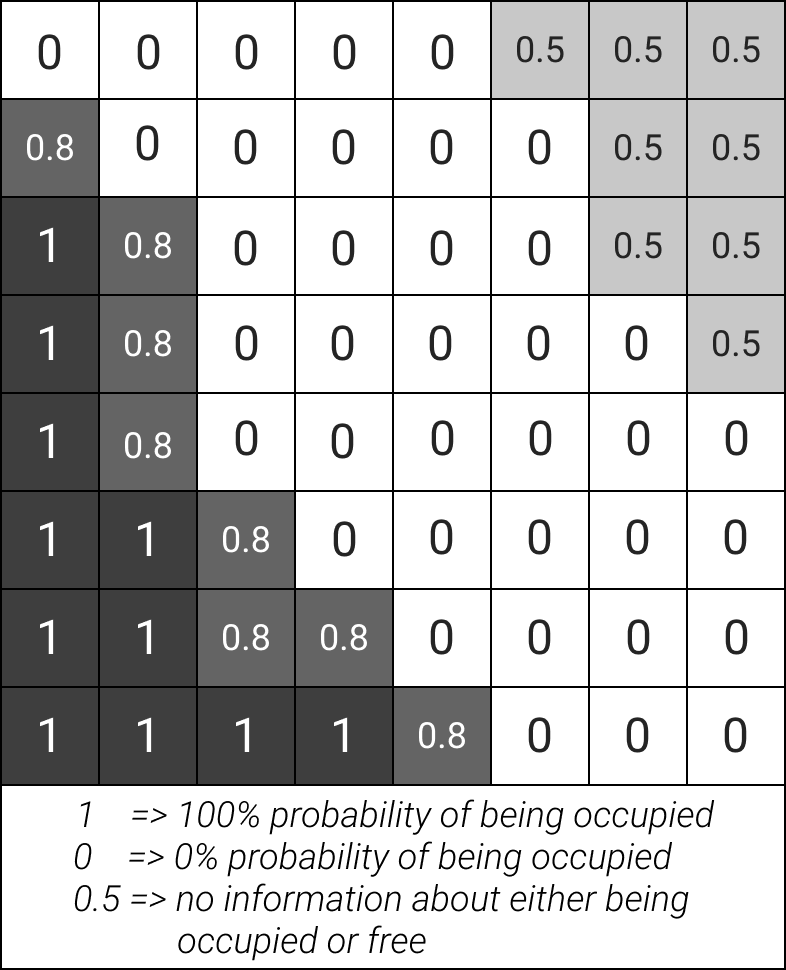 0 0 0 0 0 0.5 0.5 0.5
0.8 0 0 0 0 0 0.5 0.5
1 0.8 0 0 0 0 0.5 0.5
1 0.8 0 0 0 0 0 0.5
1 0.8 0 0 0 0 0 0
1 1 0.8 0 0 0 0 0
1 1 0.8 0.8 0 0 0 0
1 1 1 1 0.8 0 0 0
1 => 100% probability of being occupied
0 => 0% probability of being occupied
0.5 => no information about either being
occupied or free